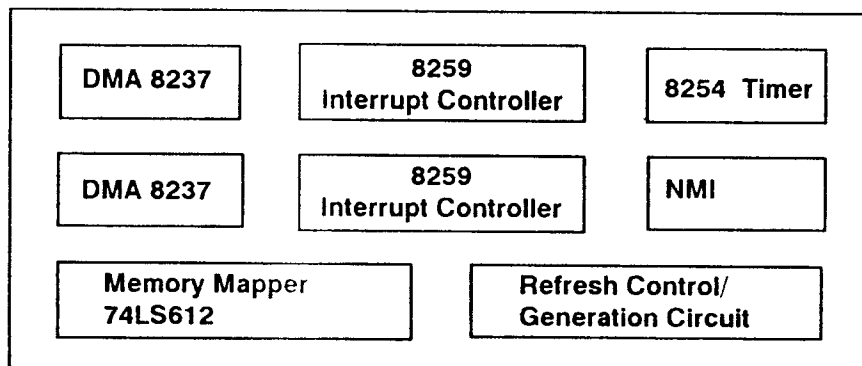 DMA 8237
8259
Interrupt Controller
8254 Timer
DMA 8237
8259
Interrupt Controller
NMI
Memory Mapper
74LS612
Refresh Control/
Generation Circuit